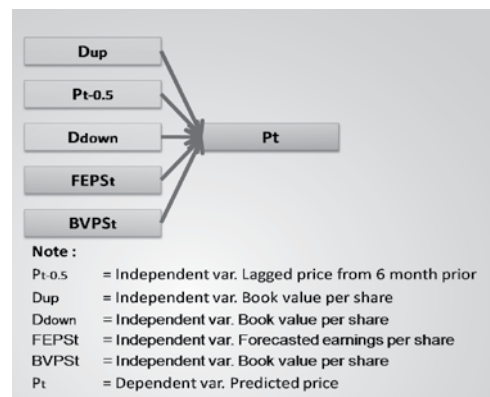 Dup
Pt-0.5
Ddown
Pt
FEPSt
BVPSt
Note :
Pt-0.5 = Independent var. Lagged price from 6 month prior
Dup = Independent var. Book value per share
Ddown = Independent var. Book value per share
FEPSt = Independent var. Forecasted earnings per share
BVPSt = Independent var. Book value per share
Pt = Dependent var. Predicted price